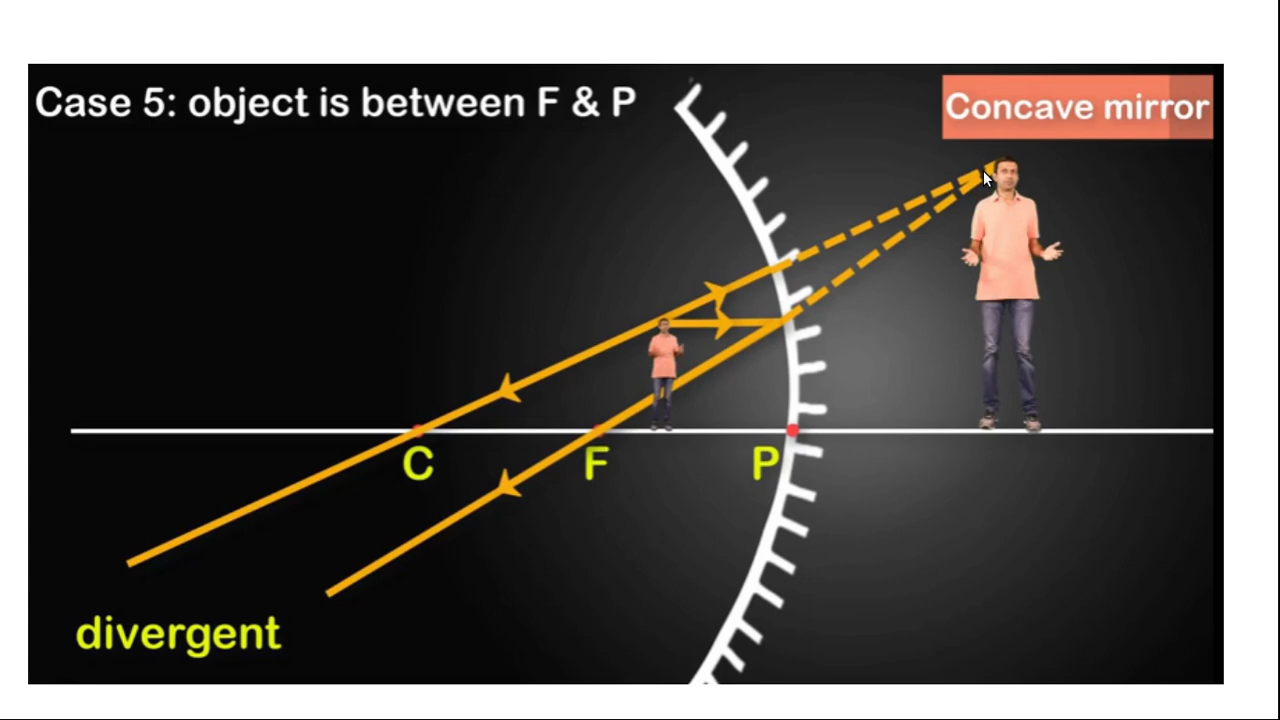 Case 5: object is between F & P
Concave mirror
C
F
P
divergent